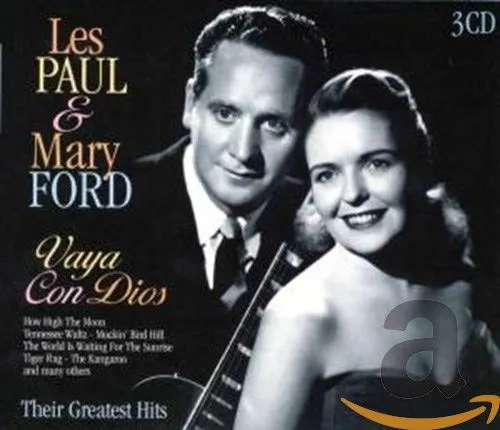 Les
PAUL
&
Mary
FORD
3CD
Vaya
Con Dios
How High The Moon
Tennessee Waltz - Mockin' Bird Hill
The World Is Waiting For The Sunrise
Tiger Rag - The Kangaroo
and many others
Their Greatest Hits
a